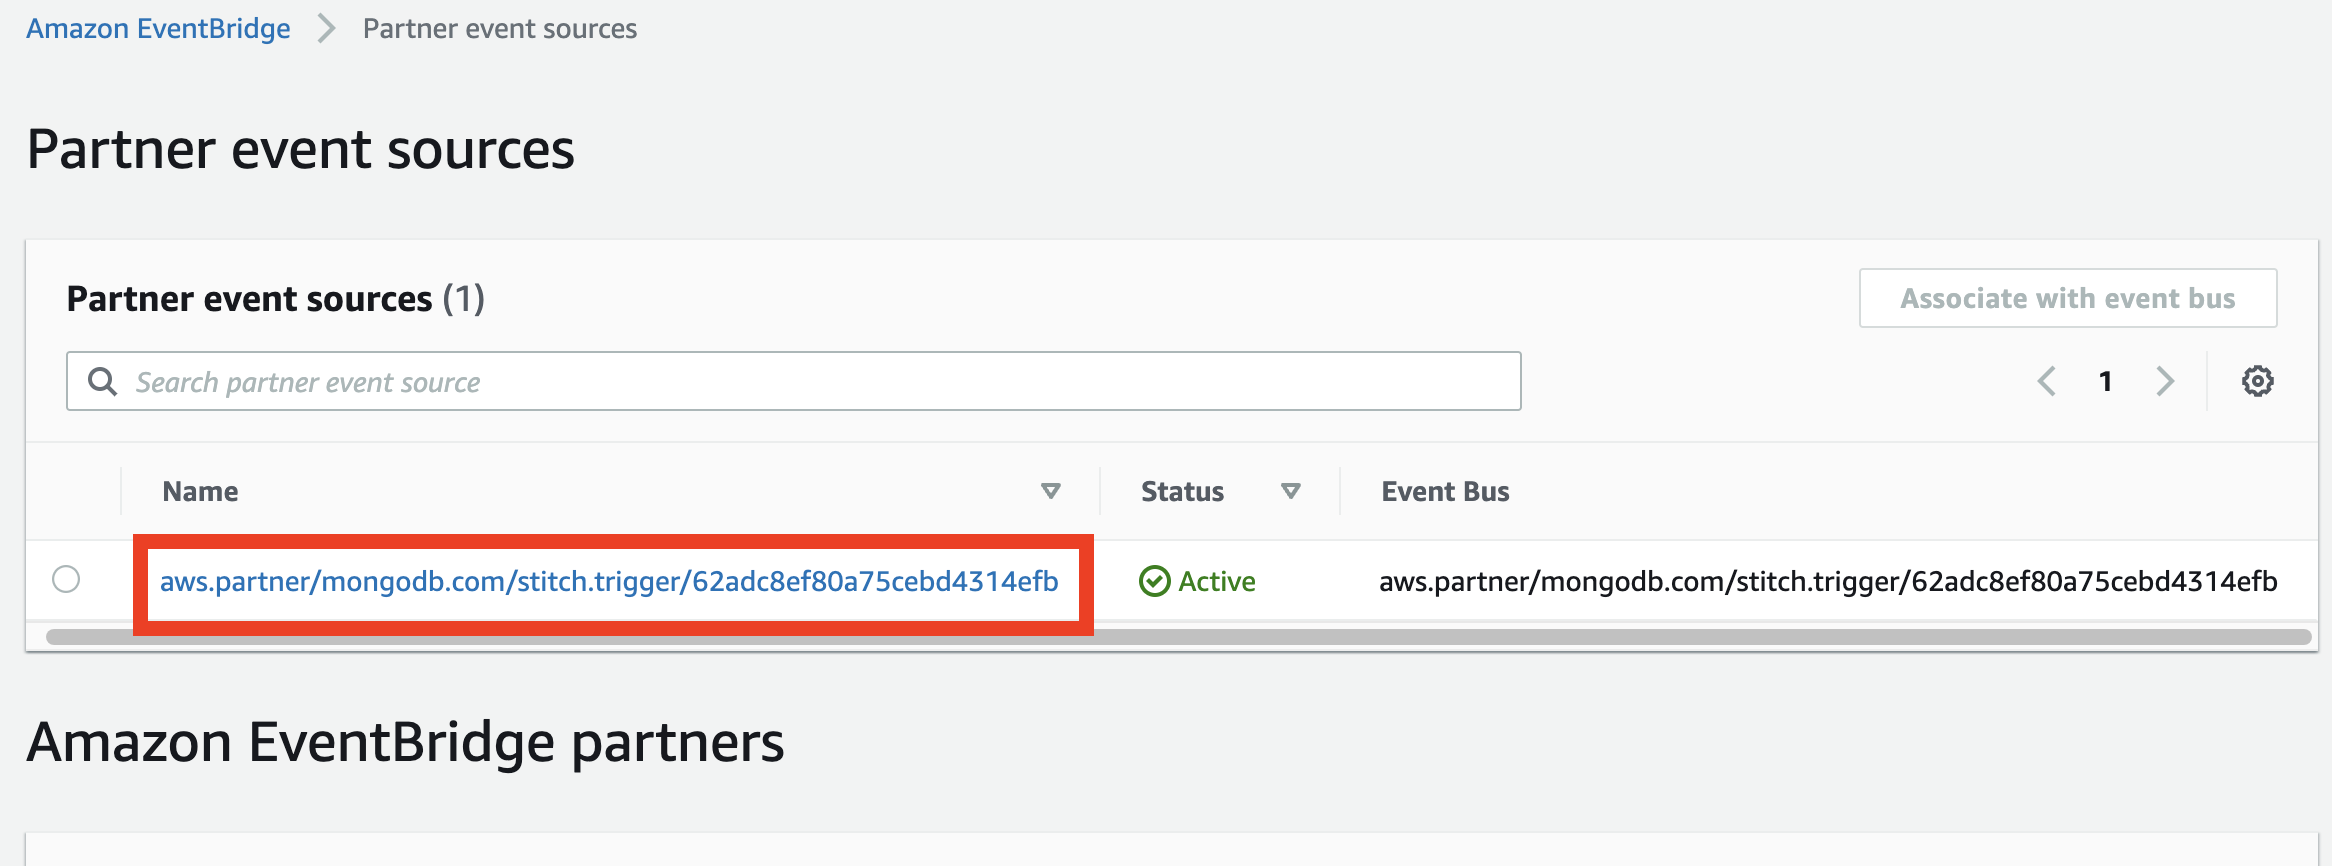 Amazon EventBridge Partner event sources
Partner event sources
Partner event sources (1)
Associate with event bus
Search partner event source
1
Name Status Event Bus
aws.partner/mongodb.com/stitch.trigger/62adc8ef80a75cebd4314efb Active aws.partner/mongodb.com/stitch.trigger/62adc8ef80a75cebd4314efb
Amazon EventBridge partners